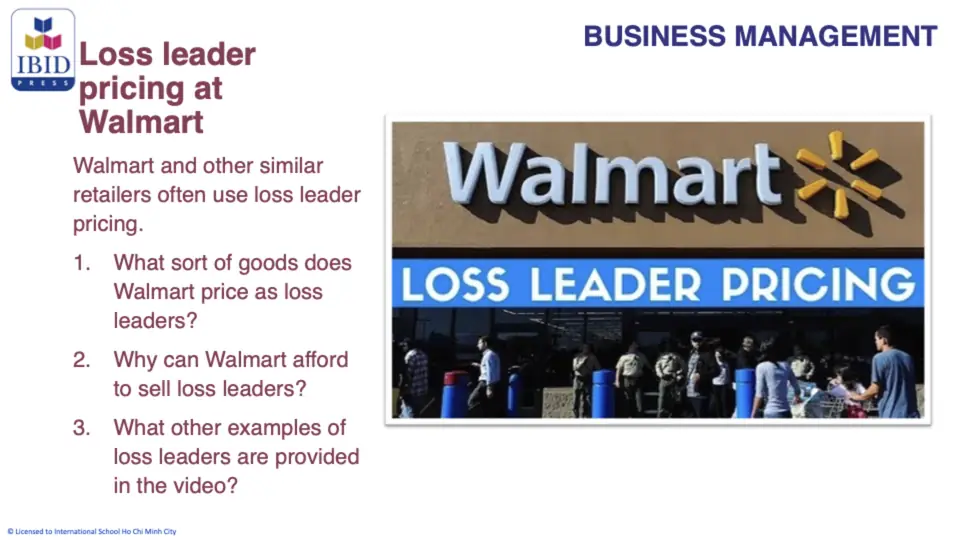 IBID
PRESS
Loss leader
pricing at
Walmart
BUSINESS MANAGEMENT
Walmart and other similar
retailers often use loss leader
pricing.
1. What sort of goods does
Walmart price as loss
leaders?
2. Why can Walmart afford
to sell loss leaders?
3. What other examples of
loss leaders are provided
in the video?
Walmart
LOSS LEADER PRICING
© Licensed to International School Ho Chi Minh City